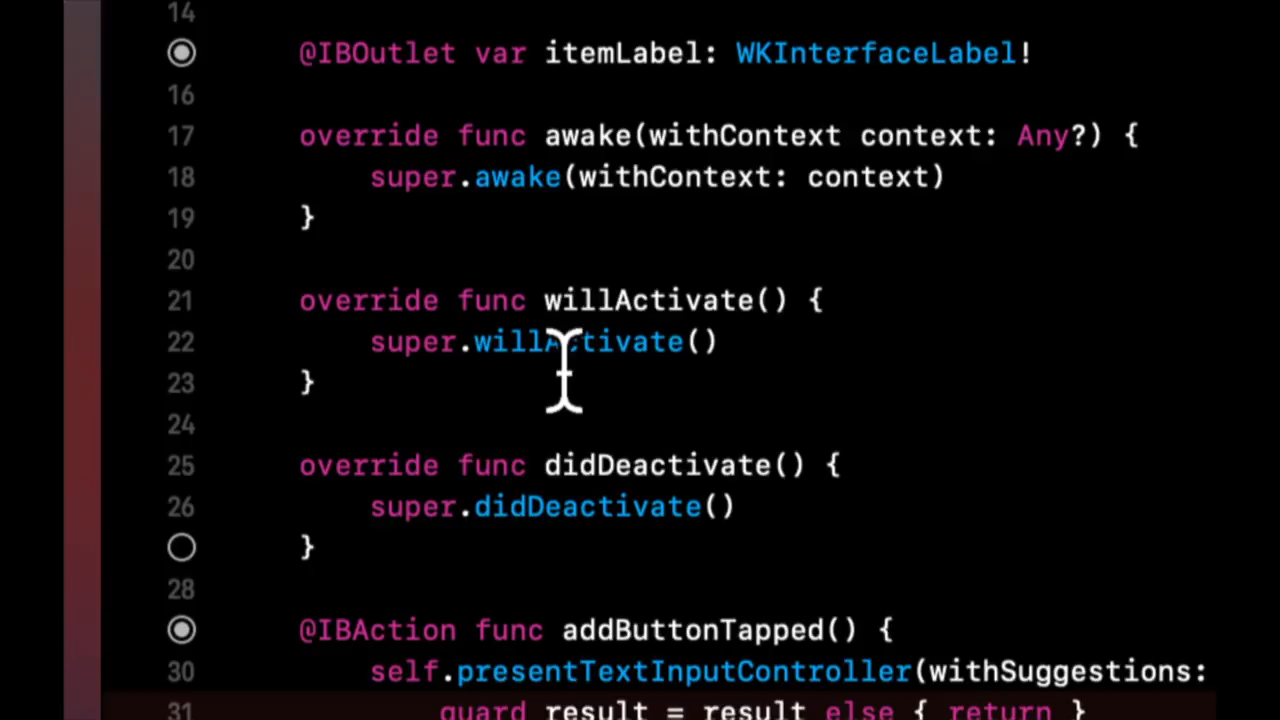 14
@IBOutlet var itemLabel: WKInterfaceLabel!
16
17 override func awake(withContext context: Any?) {
18 super.awake(withContext: context)
19 }
20
21 override func willActivate() {
22 super.willActivate()
23 }
24
25 override func didDeactivate() {
26 super.didDeactivate()
}
28
@IBAction func addButtonTapped() {
30 self.presentTextInputController(withSuggestions:
31 guard result = result else { return }